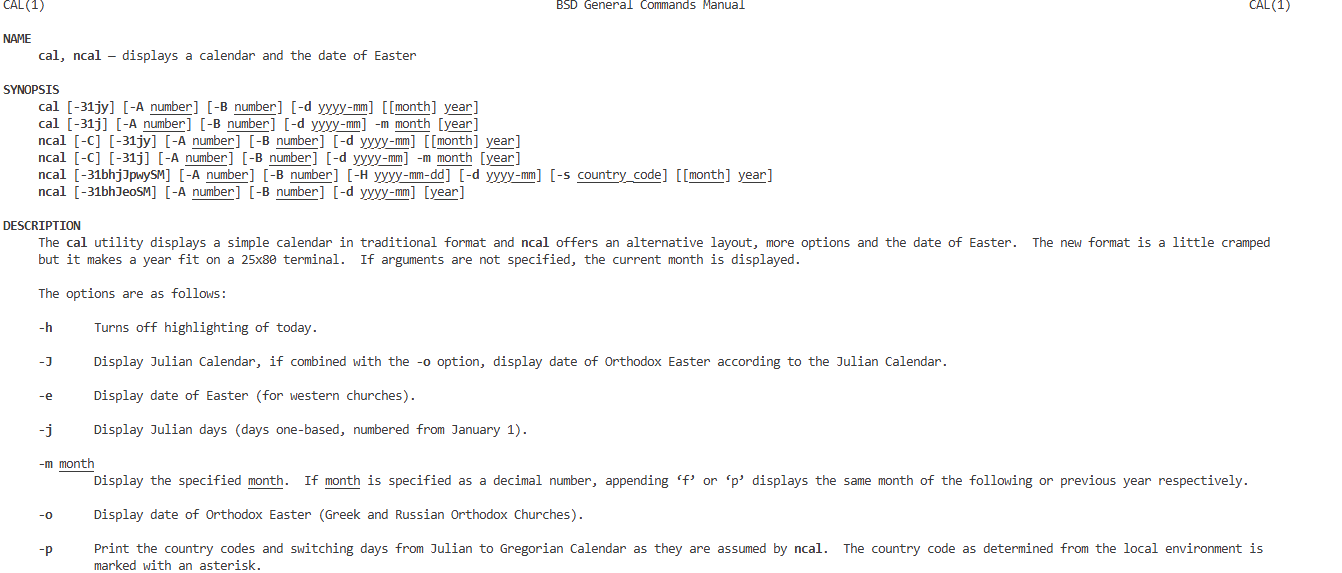 CAL(1) BSD General Commands Manual CAL(1)
NAME
cal, ncal — displays a calendar and the date of Easter
SYNOPSIS
cal [-31jy] [-A number] [-B number] [-d yyyy-mm] [[month] year]
cal [-31j] [-A number] [-B number] [-d yyyy-mm] -m month [year]
ncal [-C] [-31jy] [-A number] [-B number] [-d yyyy-mm] [[month] year]
ncal [-C] [-31j] [-A number] [-B number] [-d yyyy-mm] -m month [year]
ncal [-31bhjJpwySM] [-A number] [-B number] [-H yyyy-mm-dd] [-d yyyy-mm] [-s country_code] [[month] year]
ncal [-31bhJeoSM] [-A number] [-B number] [-d yyyy-mm] [year]
DESCRIPTION
The cal utility displays a simple calendar in traditional format and ncal offers an alternative layout, more options and the date of Easter. The new format is a little cramped
but it makes a year fit on a 25x80 terminal. If arguments are not specified, the current month is displayed.
The options are as follows:
-h Turns off highlighting of today.
-J Display Julian Calendar, if combined with the -o option, display date of Orthodox Easter according to the Julian Calendar.
-e Display date of Easter (for western churches).
-j Display Julian days (days one-based, numbered from January 1).
-m month
Display the specified month. If month is specified as a decimal number, appending ‘f’ or ‘p’ displays the same month of the following or previous year respectively.
-o Display date of Orthodox Easter (Greek and Russian Orthodox Churches).
-p Print the country codes and switching days from Julian to Gregorian Calendar as they are assumed by ncal. The country code as determined from the local environment is
marked with an asterisk.